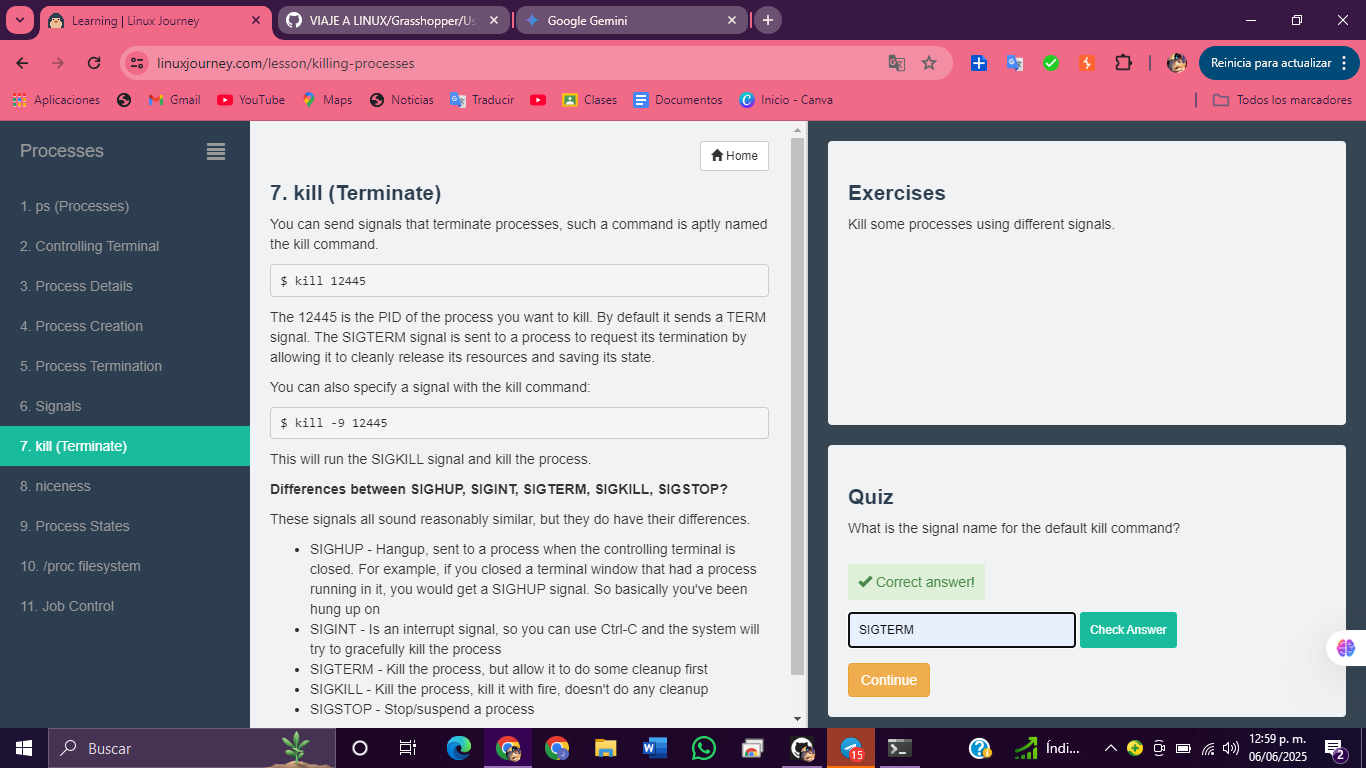 Learning | Linux Journey
VIAJE A LINUX/Grasshopper/Us
Google Gemini
linuxjourney.com/lesson/killing-processes
Reinicia para actualizar
Aplicaciones
Gmail
YouTube
Maps
Noticias
Traducir
Clases
Documentos
Inicio - Canva
Todos los marcadores
Processes
1. ps (Processes)
2. Controlling Terminal
3. Process Details
4. Process Creation
5. Process Termination
6. Signals
7. kill (Terminate)
8. niceness
9. Process States
10. /proc filesystem
11. Job Control
Home
7. kill (Terminate)
You can send signals that terminate processes, such a command is aptly named
the kill command.
$ kill 12445
The 12445 is the PID of the process you want to kill. By default it sends a TERM
signal. The SIGTERM signal is sent to a process to request its termination by
allowing it to cleanly release its resources and saving its state.
You can also specify a signal with the kill command:
$ kill -9 12445
This will run the SIGKILL signal and kill the process.
Differences between SIGHUP, SIGINT, SIGTERM, SIGKILL, SIGSTOP?
These signals all sound reasonably similar, but they do have their differences.
• SIGHUP - Hangup, sent to a process when the controlling terminal is
closed. For example, if you closed a terminal window that had a process
running in it, you would get a SIGHUP signal. So basically you've been
hung up on
• SIGINT - Is an interrupt signal, so you can use Ctrl-C and the system will
try to gracefully kill the process
• SIGTERM - Kill the process, but allow it to do some cleanup first
• SIGKILL - Kill the process, kill it with fire, doesn't do any cleanup
• SIGSTOP - Stop/suspend a process
Exercises
Kill some processes using different signals.
Quiz
What is the signal name for the default kill command?
Correct answer!
SIGTERM
Check Answer
Continue
Buscar
15
Índi...
12:59 p. m.
06/06/2025
2